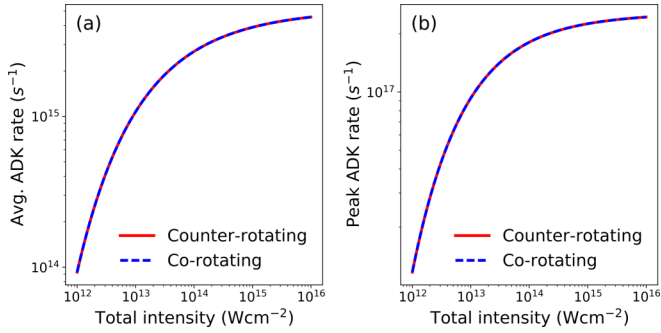 (a)
Avg. ADK rate (s⁻¹)
10¹⁵
10¹⁴
Counter-rotating
Co-rotating
10¹² 10¹³ 10¹⁴ 10¹⁵ 10¹⁶
Total intensity (Wcm⁻²)
(b)
Peak ADK rate (s⁻¹)
10¹⁷
Counter-rotating
Co-rotating
10¹² 10¹³ 10¹⁴ 10¹⁵ 10¹⁶
Total intensity (Wcm⁻²)